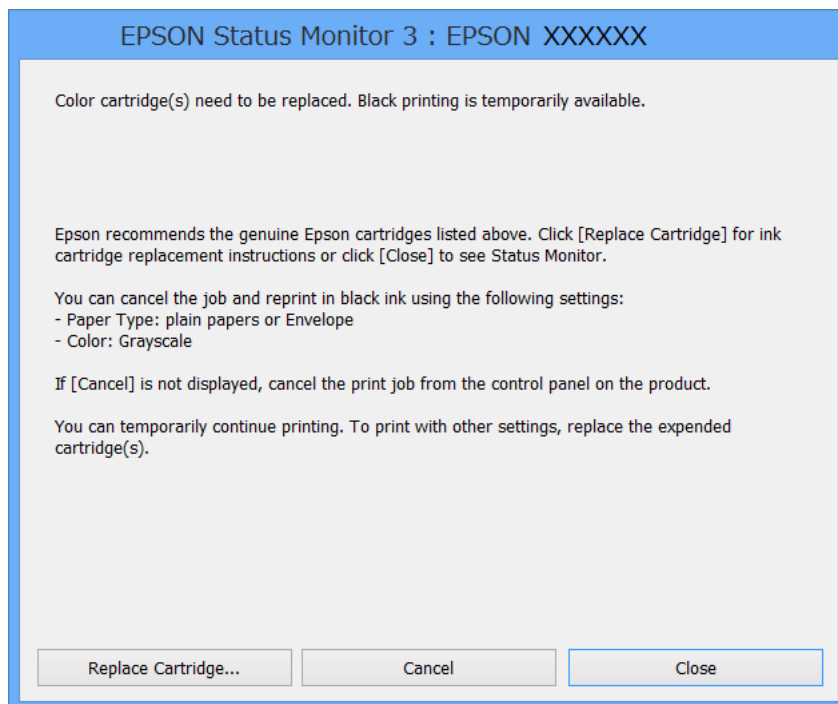 EPSON Status Monitor 3 : EPSON XXXXXX
Color cartridge(s) need to be replaced. Black printing is temporarily available.
Epson recommends the genuine Epson cartridges listed above. Click [Replace Cartridge] for ink
cartridge replacement instructions or click [Close] to see Status Monitor.
You can cancel the job and reprint in black ink using the following settings:
- Paper Type: plain papers or Envelope
- Color: Grayscale
If [Cancel] is not displayed, cancel the print job from the control panel on the product.
You can temporarily continue printing. To print with other settings, replace the expended
cartridge(s).
Replace Cartridge... Cancel Close